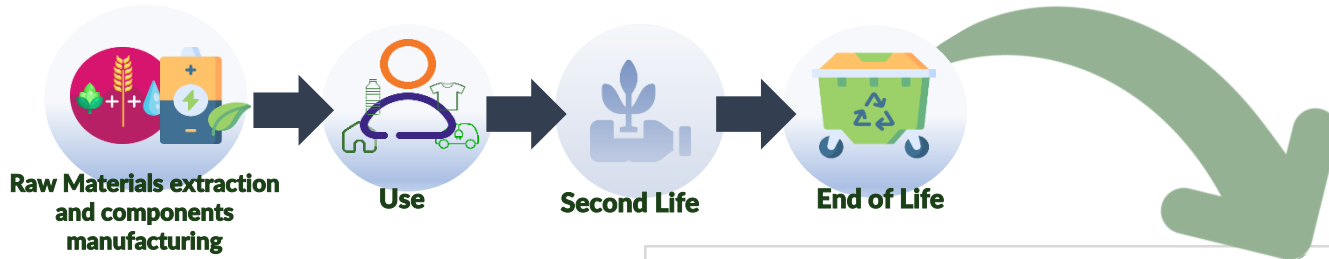 Raw Materials extraction
and components
manufacturing
Use
Second Life
End of Life